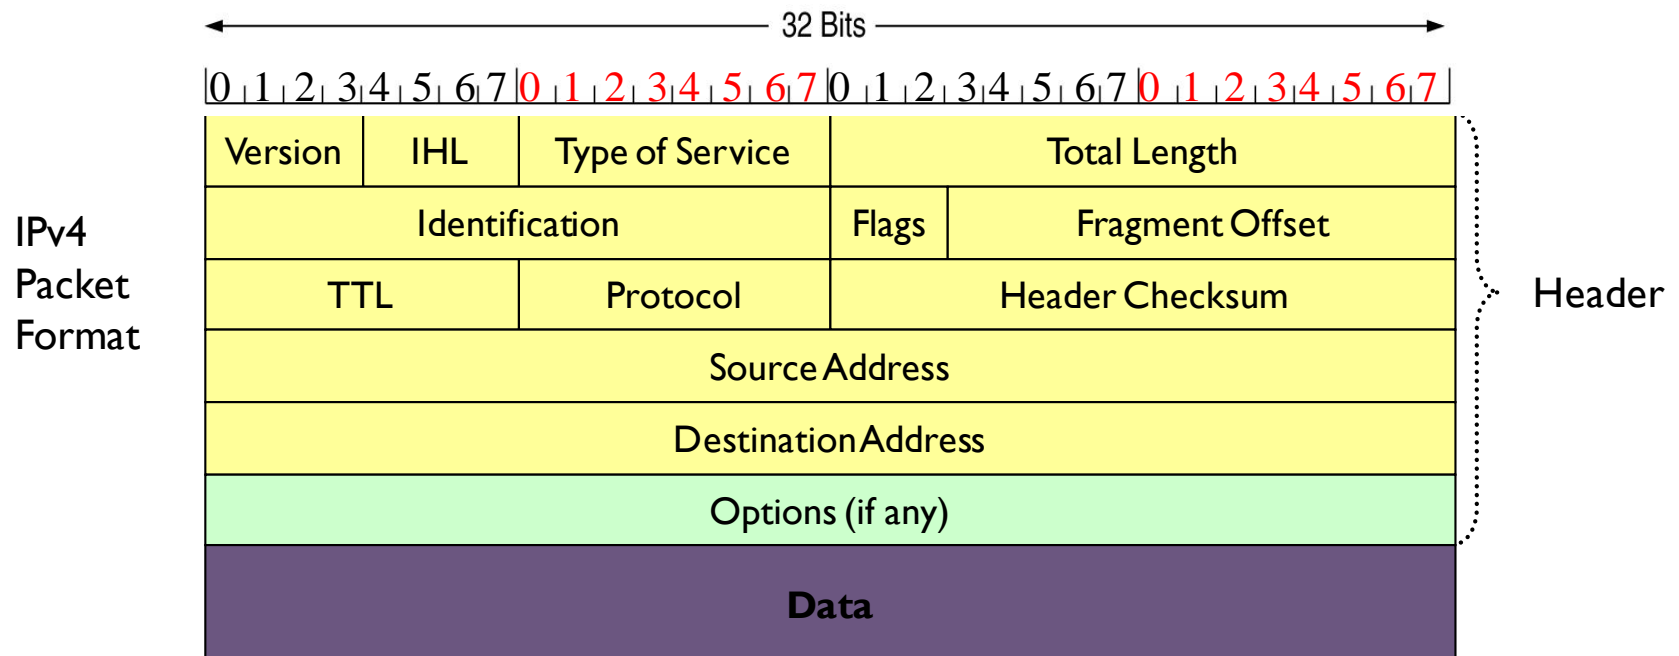 32 Bits
0 1 2 3 4 5 6 7 0 1 2 3 4 5 6 7 0 1 2 3 4 5 6 7 0 1 2 3 4 5 6 7
Version IHL Type of Service Total Length
Identification Flags Fragment Offset
TTL Protocol Header Checksum
Source Address
Destination Address
Options (if any)
Data
IPv4
Packet
Format
Header